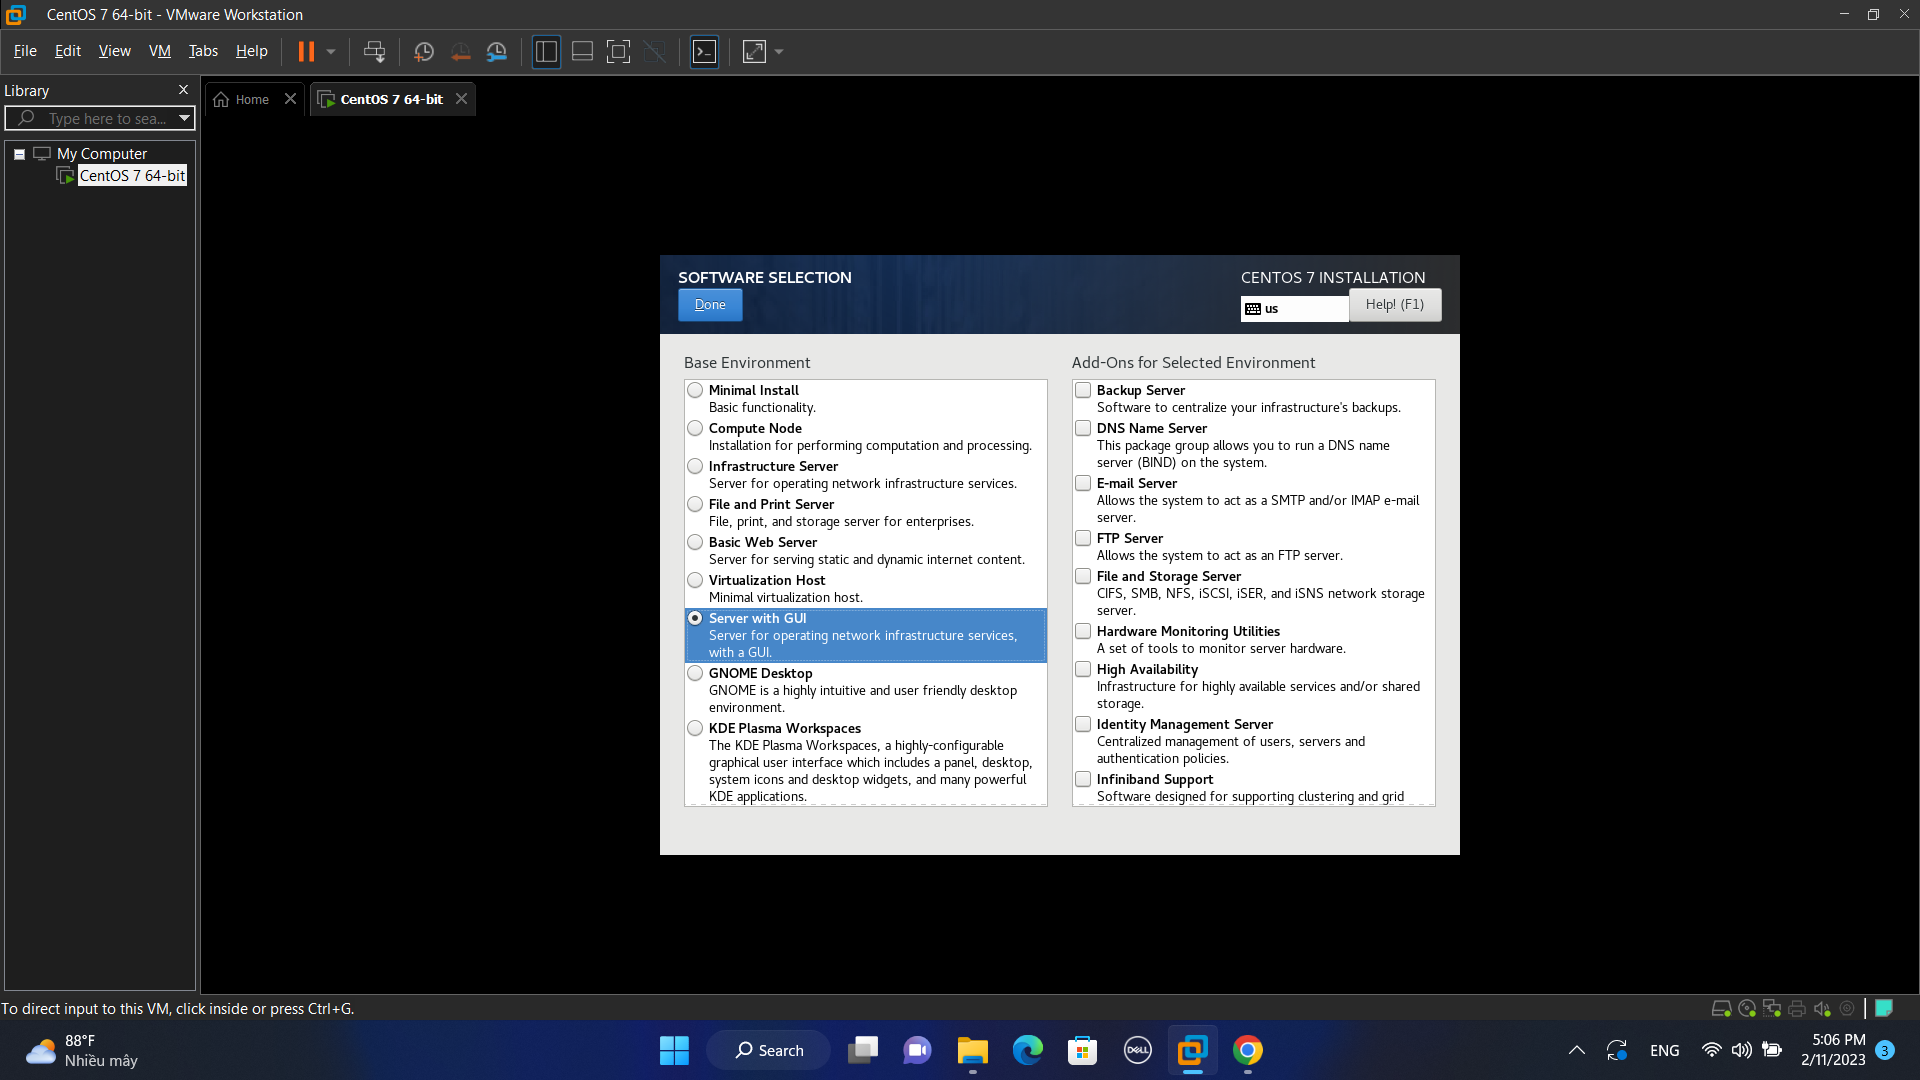 CentOS 7 64-bit - VMware Workstation
File Edit View VM Tabs Help
Library
Type here to sea...
My Computer
CentOS 7 64-bit
Home
CentOS 7 64-bit
SOFTWARE SELECTION
Done
CENTOS 7 INSTALLATION
us
Help! (F1)
Base Environment
Minimal Install
Basic functionality.
Compute Node
Installation for performing computation and processing.
Infrastructure Server
Server for operating network infrastructure services.
File and Print Server
File, print, and storage server for enterprises.
Basic Web Server
Server for serving static and dynamic internet content.
Virtualization Host
Minimal virtualization host.
Server with GUI
Server for operating network infrastructure services,
with a GUI.
GNOME Desktop
GNOME is a highly intuitive and user friendly desktop
environment.
KDE Plasma Workspaces
The KDE Plasma Workspaces, a highly-configurable
graphical user interface which includes a panel, desktop,
system icons and desktop widgets, and many powerful
KDE applications.
Add-Ons for Selected Environment
Backup Server
Software to centralize your infrastructure's backups.
DNS Name Server
This package group allows you to run a DNS name
server (BIND) on the system.
E-mail Server
Allows the system to act as a SMTP and/or IMAP e-mail
server.
FTP Server
Allows the system to act as an FTP server.
File and Storage Server
CIFS, SMB, NFS, iSCSI, iSER, and iSNS network storage
server.
Hardware Monitoring Utilities
A set of tools to monitor server hardware.
High Availability
Infrastructure for highly available services and/or shared
storage.
Identity Management Server
Centralized management of users, servers and
authentication policies.
Infiniband Support
Software designed for supporting clustering and grid
To direct input to this VM, click inside or press Ctrl+G.
88°F
Nhiều mây
Search
DELL
ENG
5:06 PM
2/11/2023
3